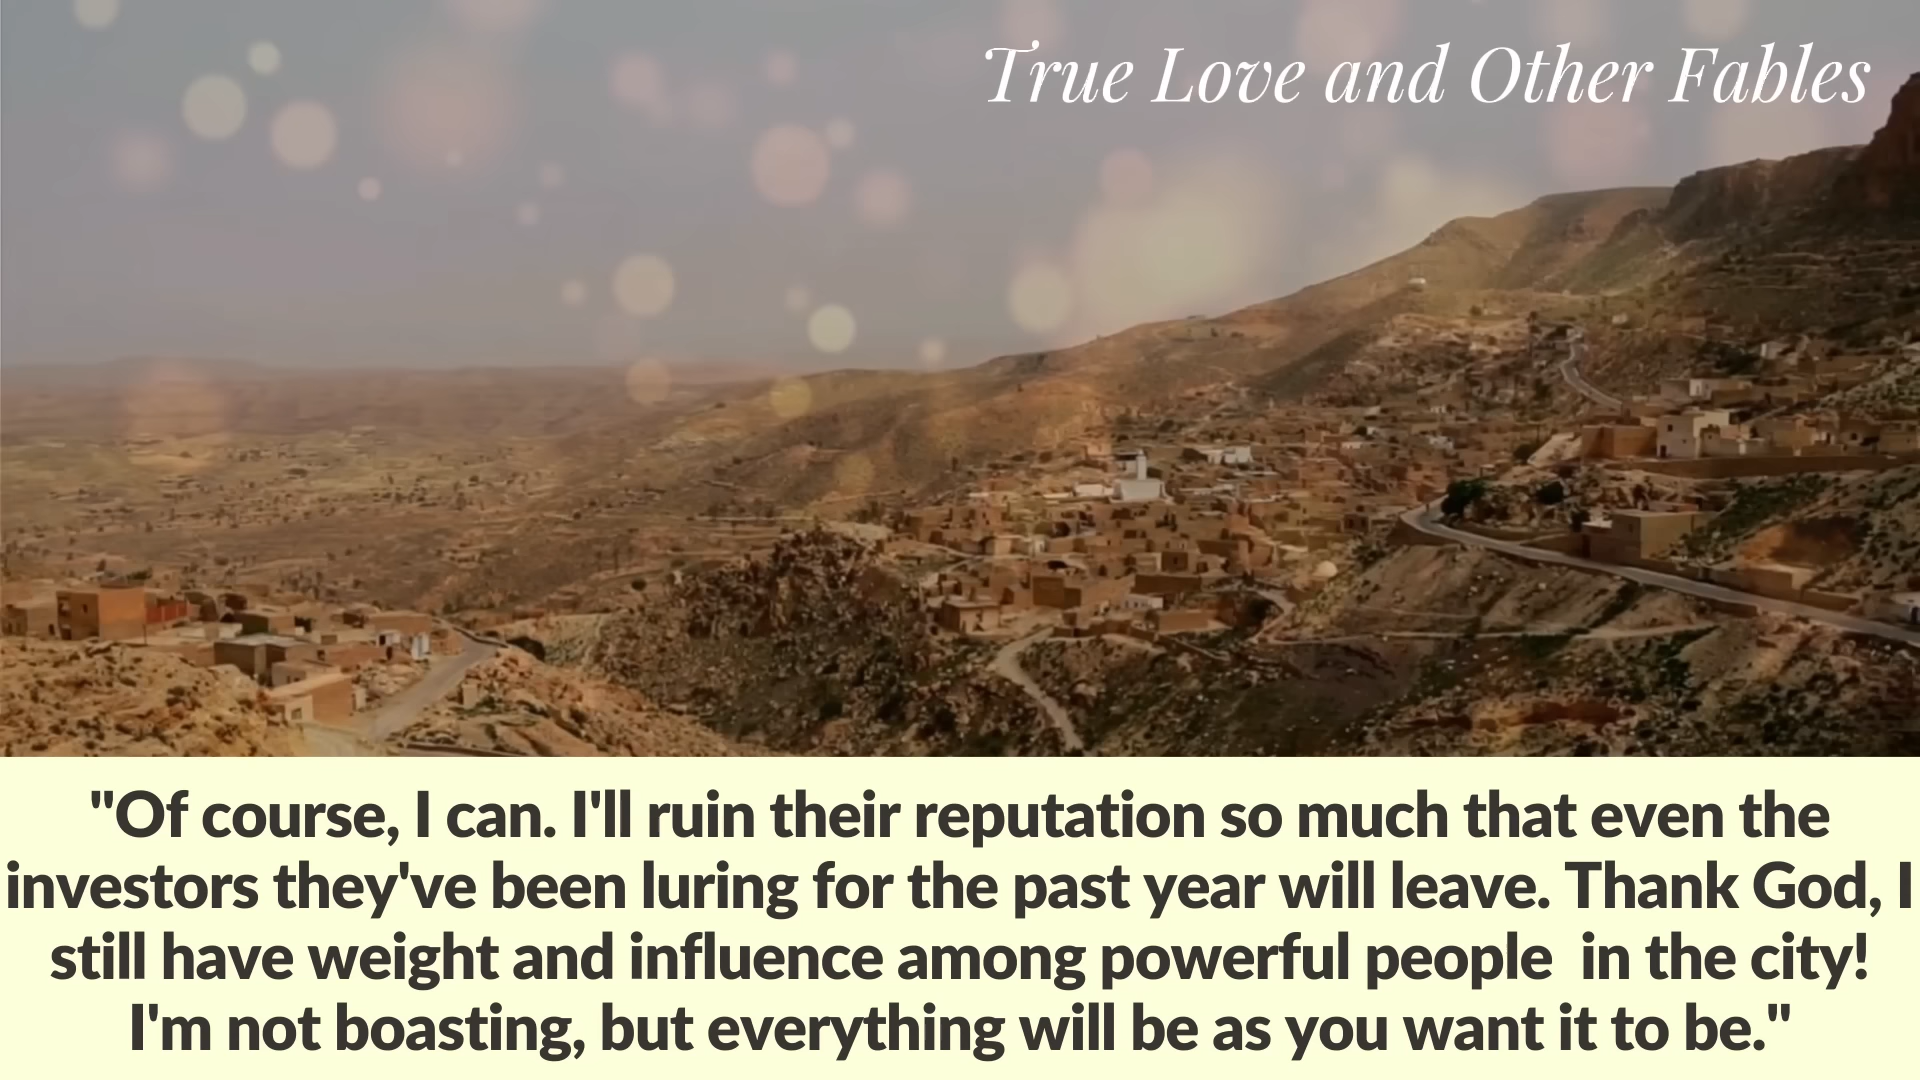 True Love and Other Fables
"Of course, I can. I'll ruin their reputation so much that even the
investors they've been luring for the past year will leave. Thank God, I
still have weight and influence among powerful people  in the city!
I'm not boasting, but everything will be as you want it to be."